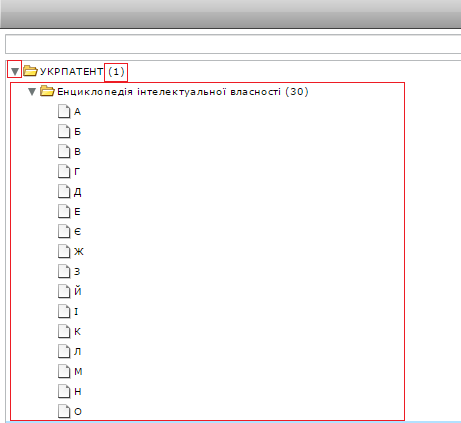 УКРПАТЕНТ (1)
Енциклопедія інтелектуальної власності (30)
А
Б
В
Г
Д
Е
Є
Ж
З
Й
І
К
Л
М
Н
О